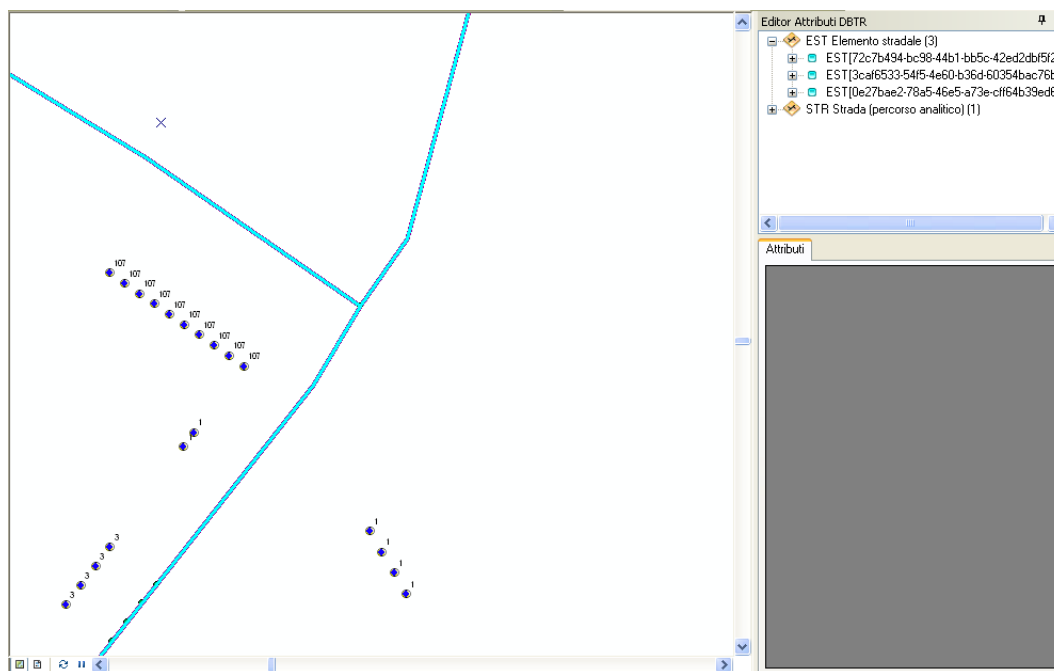 Editor Attributi DBTR
EST Elemento stradale (3)
EST[72c7b494-bc98-44b1-bb5c-42ed2dbf5f2
EST[3caf6533-54f5-4e60-b36d-60354bac76b
EST[0e27bae2-78a5-46e5-a73e-cff64b39ed6
STR Strada (percorso analitico) (1)
Attributi
107
107
107
107
107
107
107
107
107
107
1
1
3
3
3
3
1
1
1
1